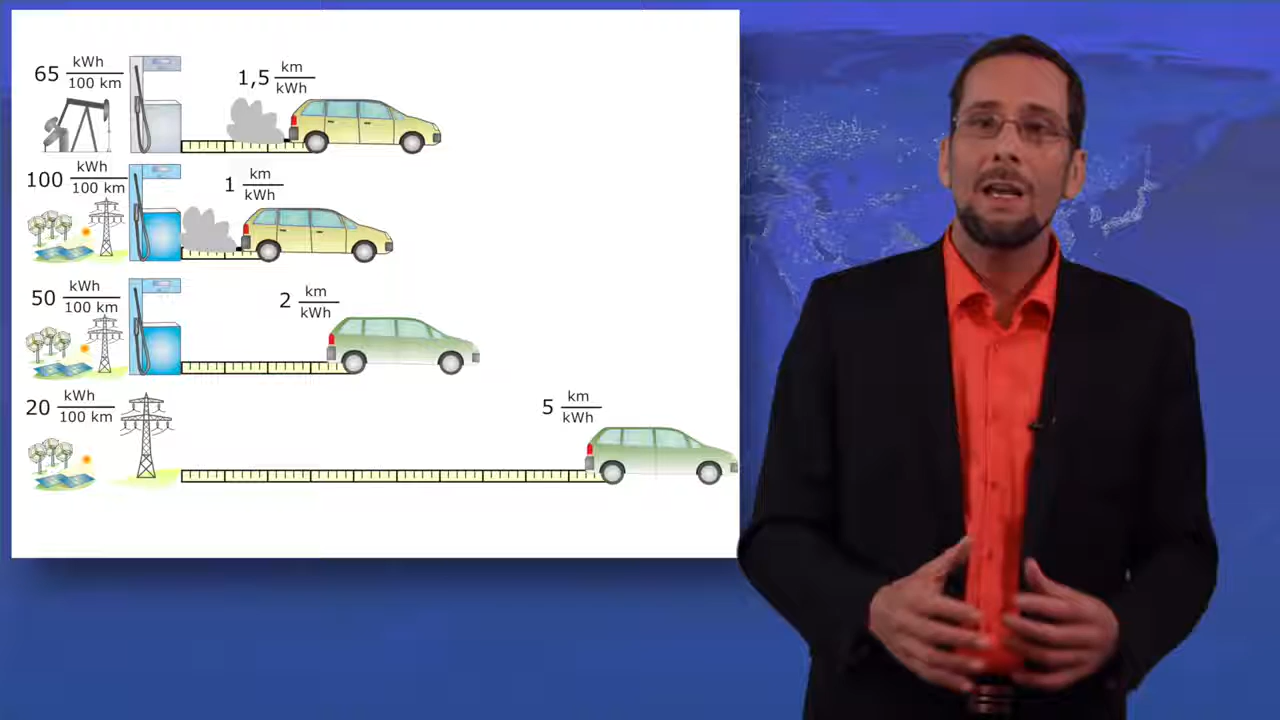 65 kWh
100 km
1,5 km
kWh
100 kWh
100 km
1 km
kWh
50 kWh
100 km
2 km
kWh
20 kWh
100 km
5 km
kWh